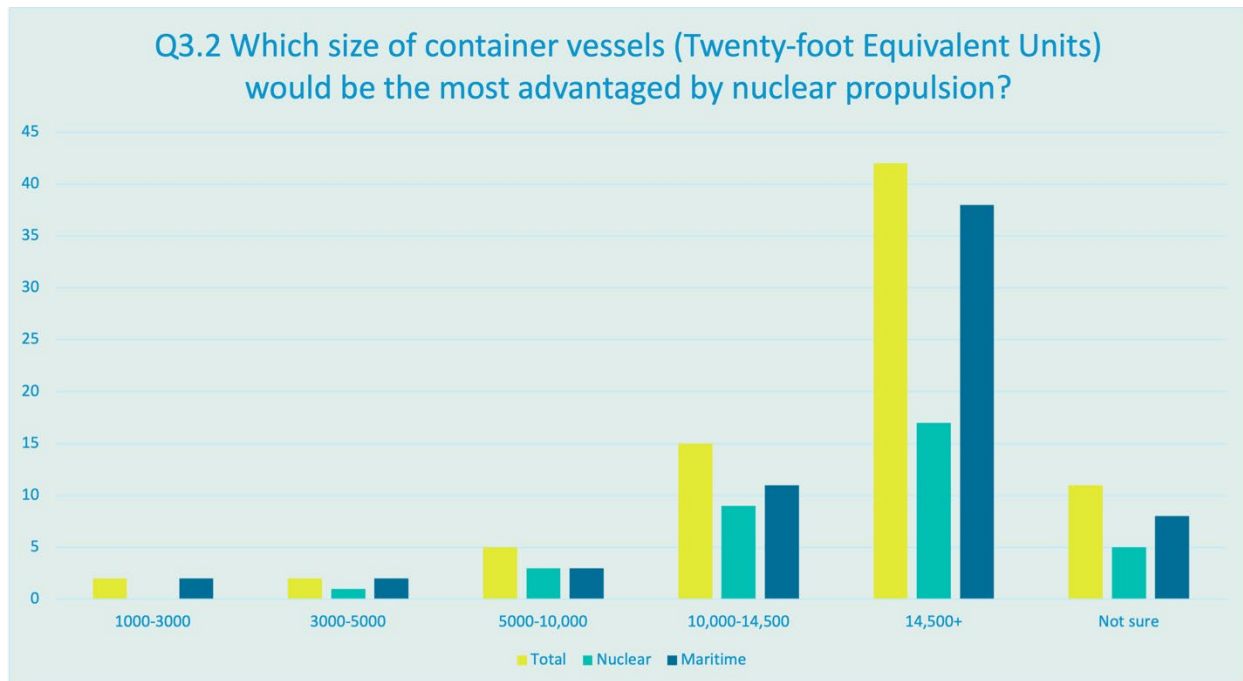 Q3.2 Which size of container vessels (Twenty-foot Equivalent Units)
would be the most advantaged by nuclear propulsion?
45
40
35
30
25
20
15
10
5
0
1000-3000 3000-5000 5000-10,000 10,000-14,500 14,500+ Not sure
Total Nuclear Maritime